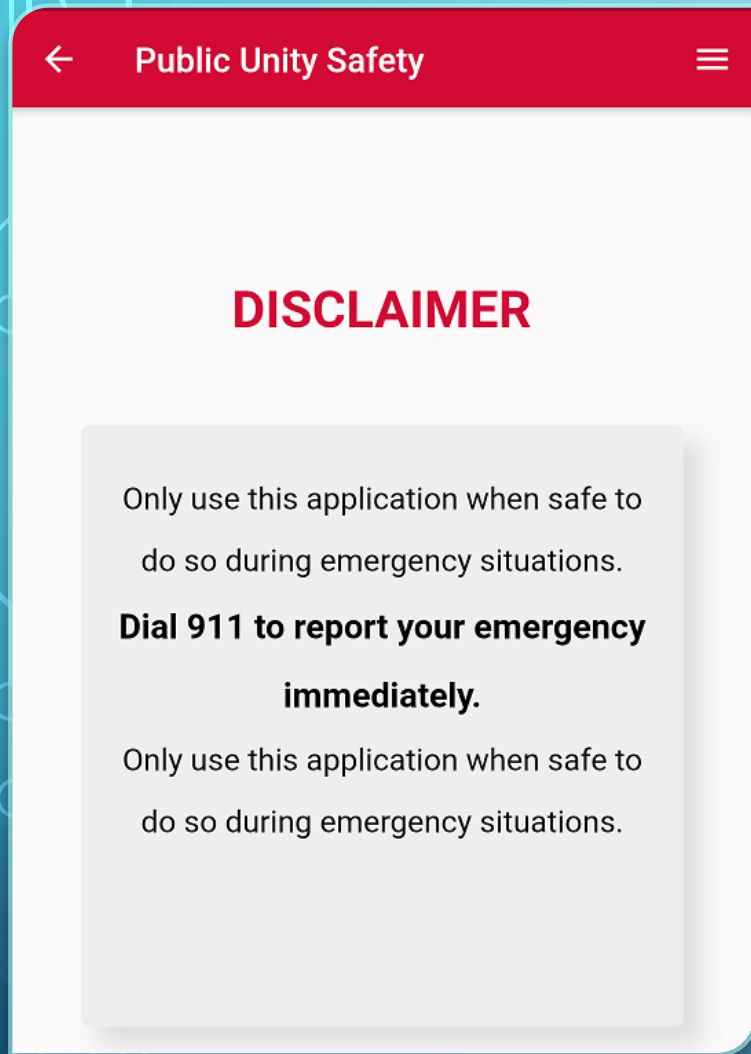 Public Unity Safety
DISCLAIMER
Only use this application when safe to
do so during emergency situations.
Dial 911 to report your emergency
immediately.
Only use this application when safe to
do so during emergency situations.